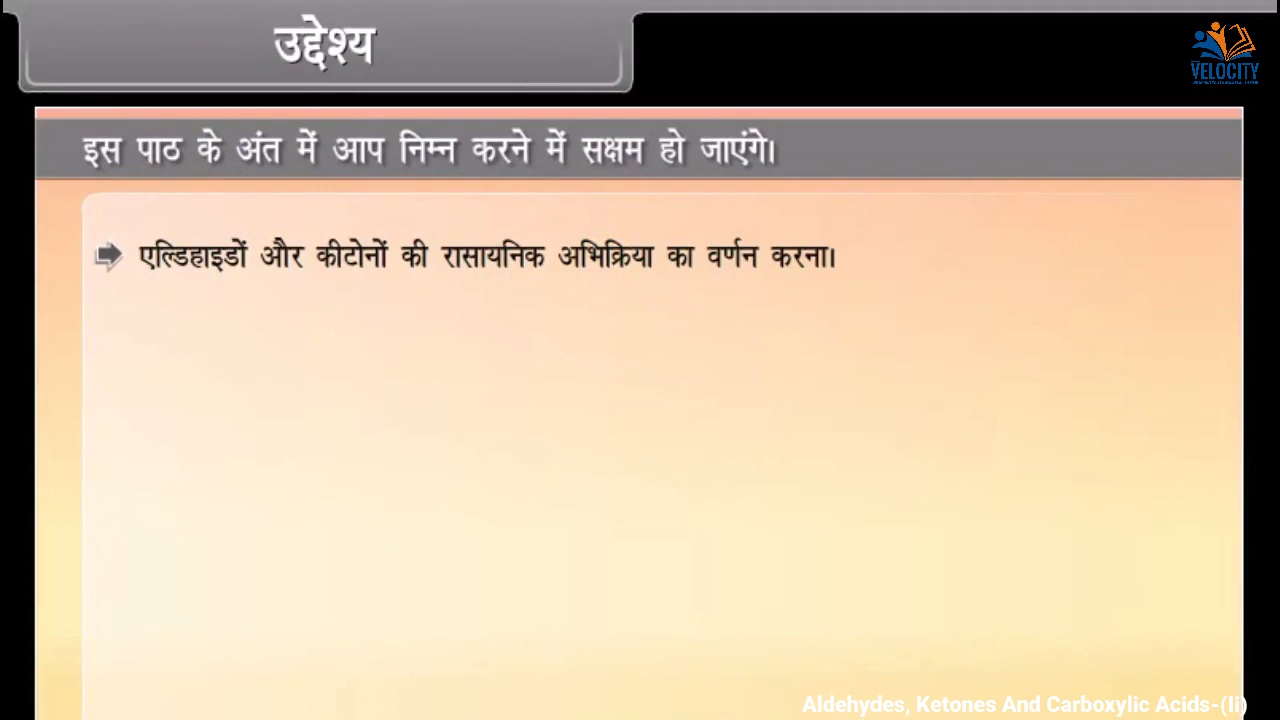 उद्देश्य
VELOCITY
इस पाठ के अंत में आप निम्न करने में सक्षम हो जाएंगे।
एल्डिहाइडों और कीटोनों की रासायनिक अभिक्रिया का वर्णन करना।
Aldehydes, Ketones And Carboxylic Acids-(Ii)